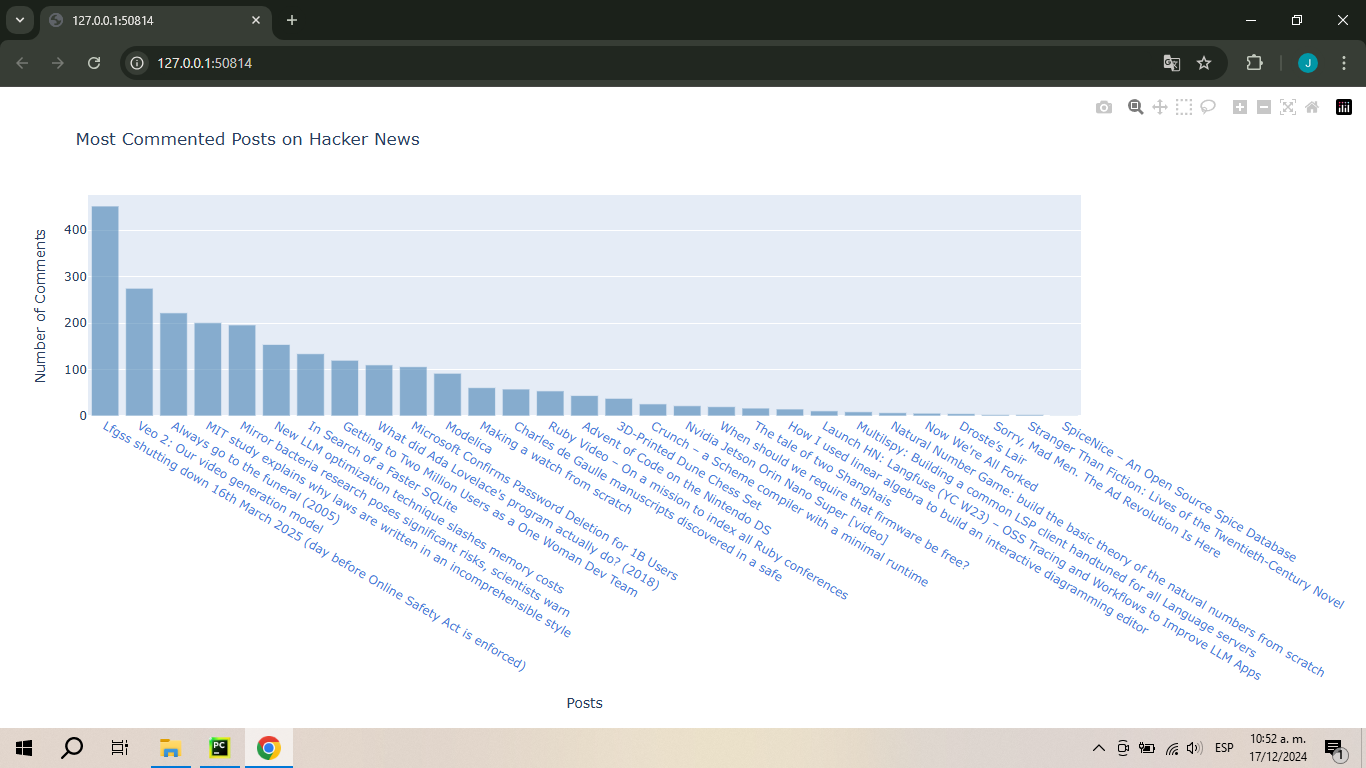 127.0.0.1:50814
127.0.0.1:50814
J
Most Commented Posts on Hacker News
Number of Comments
400
300
200
100
0
Lfgss shutting down 16th March 2025 (day before Online Safety Act is enforced)
Veo 2: Our video generation model
Always go to the funeral (2005)
MIT study explains why laws are written in an incomprehensible style
Mirror bacteria research poses significant risks, scientists warn
New LLM optimization technique slashes memory costs
In Search of a Faster SQLite
Getting to Two Million Users as a One Woman Dev Team
What did Ada Lovelace's program actually do? (2018)
Microsoft Confirms Password Deletion for 1B Users
Modelica
Making a watch from scratch
Charles de Gaulle manuscripts discovered in a safe
Ruby Video – On a mission to index all Ruby conferences
Advent of Code on the Nintendo DS
3D-Printed Dune Chess Set
Crunch – a Scheme compiler with a minimal runtime
Nvidia Jetson Orin Nano Super [video]
When should we require that firmware be free?
The tale of two Shanghais
How I used linear algebra to build an interactive diagramming editor
Launch HN: Langfuse (YC W23) – OSS Tracing and Workflows to Improve LLM Apps
Multilspy: Building a common LSP client handtuned for all Language servers
Natural Number Game: build the basic theory of the natural numbers from scratch
Now We're All Forked
Droste’s Lair
Sorry, Mad Men. The Ad Revolution Is Here
Stranger Than Fiction: Lives of the Twentieth-Century Novel
SpiceNice – An Open Source Spice Database
Posts
PC
ESP
10:52 a. m.
17/12/2024
1